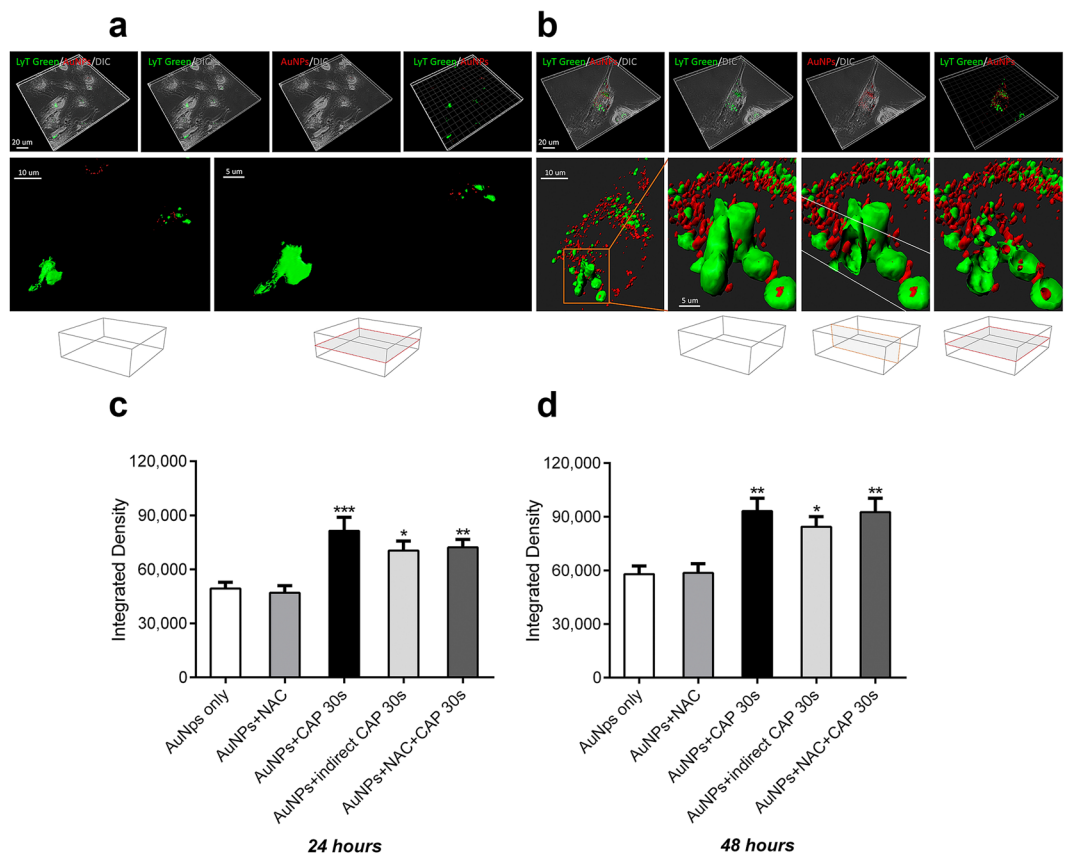 a
b
LyT Green/AuNPs/DIC
LyT Green/DIC
AuNPs/DIC
LyT Green/AuNPs
LyT Green/AuNPs/DIC
LyT Green/DIC
AuNPs/DIC
LyT Green/AuNPs
20 um
20 um
10 um
5 um
10 um
5 um
c
d
Integrated Density
120,000
90,000
60,000
30,000
0
***
*
**
AuNps only
AuNPs+NAC
AuNPs+CAP 30s
AuNPs+indirect CAP 30s
AuNPs+NAC+CAP 30s
24 hours
Integrated Density
120,000
90,000
60,000
30,000
0
**
*
**
AuNps only
AuNPs+NAC
AuNPs+CAP 30s
AuNPs+indirect CAP 30s
AuNPs+NAC+CAP 30s
48 hours